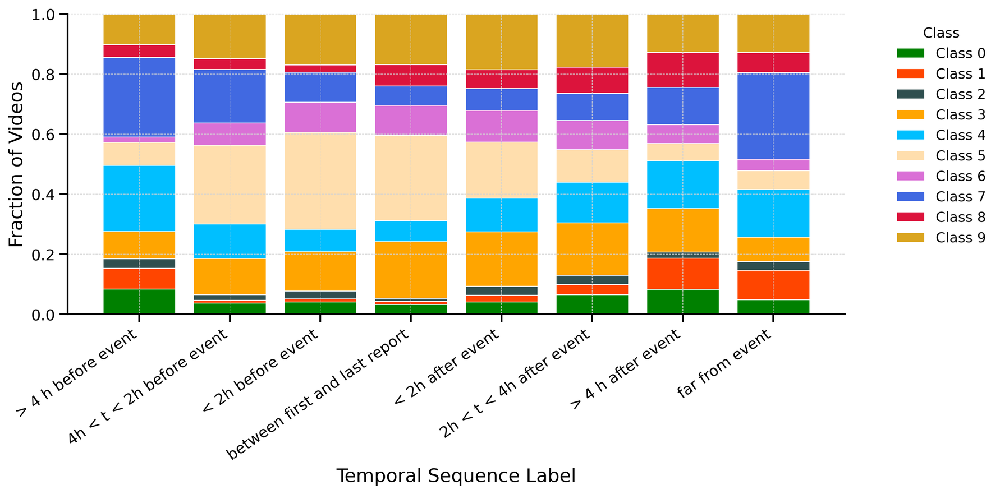 1.0
0.8
0.6
0.4
0.2
0.0
Fraction of Videos
> 4 h before event
4h < t < 2h before event
< 2h before event
between first and last report
< 2h after event
2h < t < 4h after event
> 4 h after event
far from event
Temporal Sequence Label
Class
Class 0
Class 1
Class 2
Class 3
Class 4
Class 5
Class 6
Class 7
Class 8
Class 9